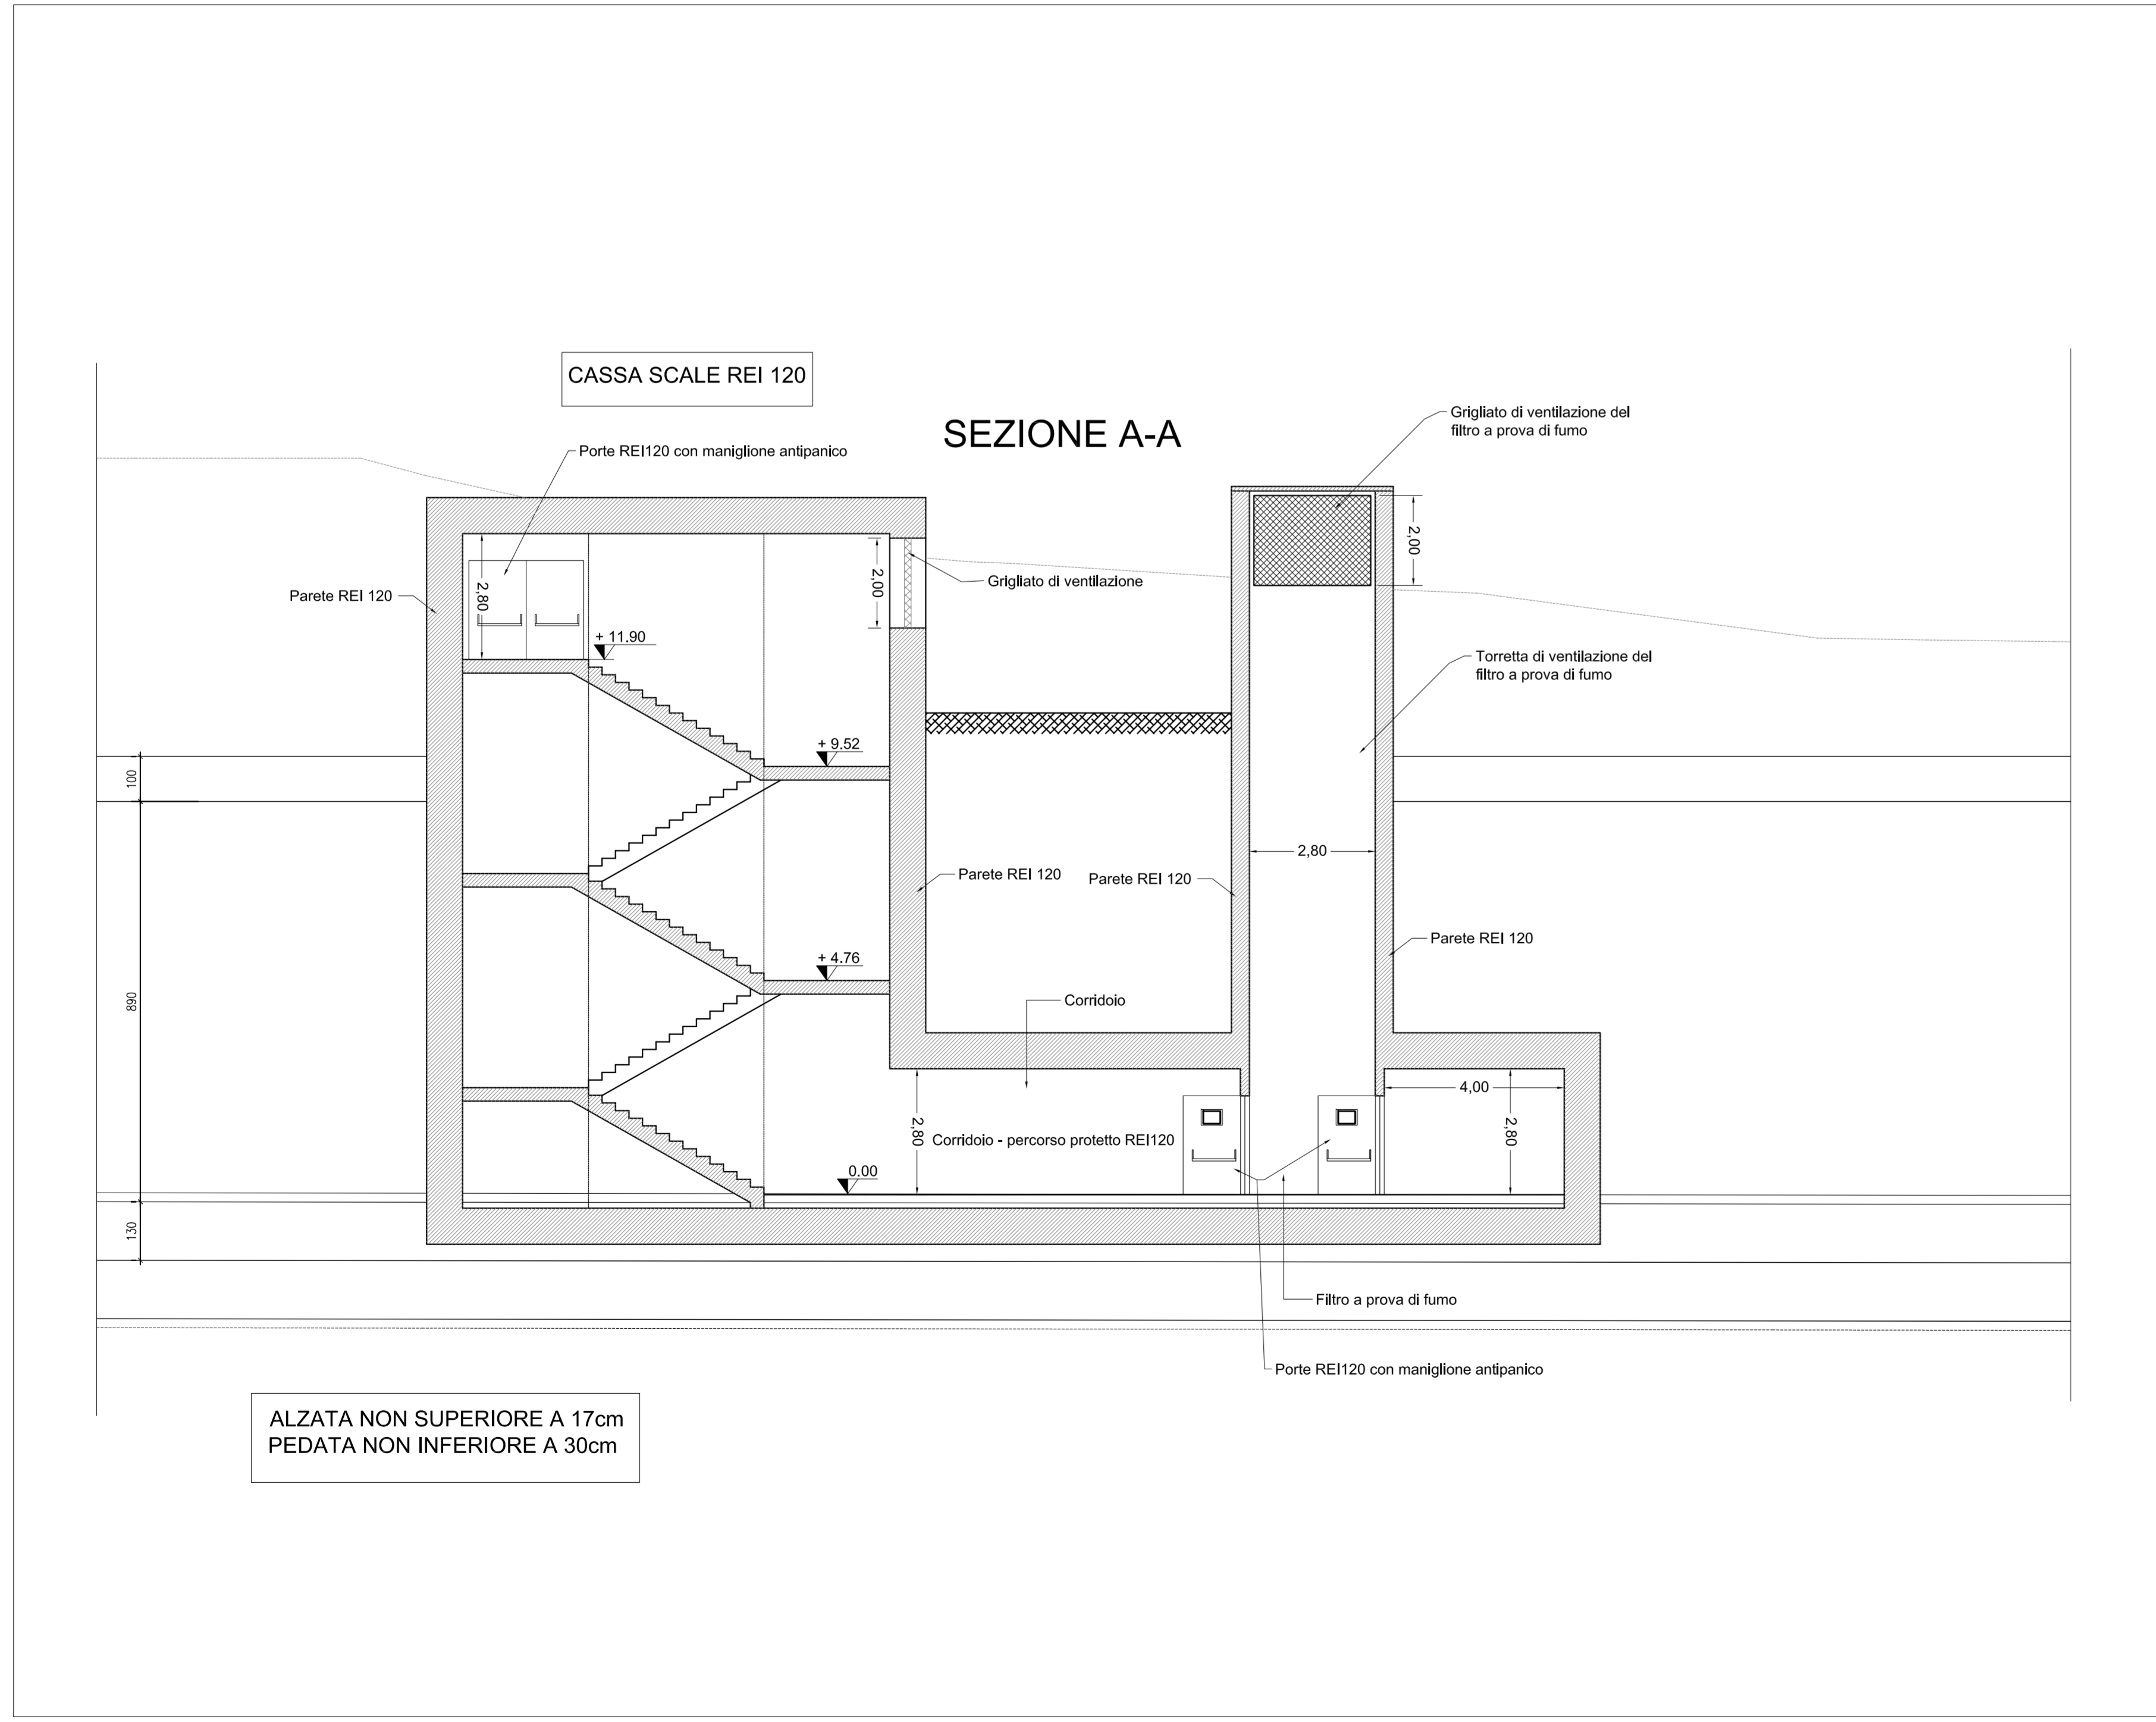 CASSA SCALE REI 120
SEZIONE A-A
Grigliato di ventilazione del
filtro a prova di fumo
Porte REI120 con maniglione antipanico
2,00
2,80
2,00
Grigliato di ventilazione
Parete REI 120
+ 11.90
Torretta di ventilazione del
filtro a prova di fumo
+ 9.52
100
2,80
Parete REI 120
Parete REI 120
Parete REI 120
+ 4.76
890
Corridoio
4,00
2,80
Corridoio - percorso protetto REI120
2,80
0.00
130
Filtro a prova di fumo
Porte REI120 con maniglione antipanico
ALZATA NON SUPERIORE A 17cm
PEDATA NON INFERIORE A 30cm